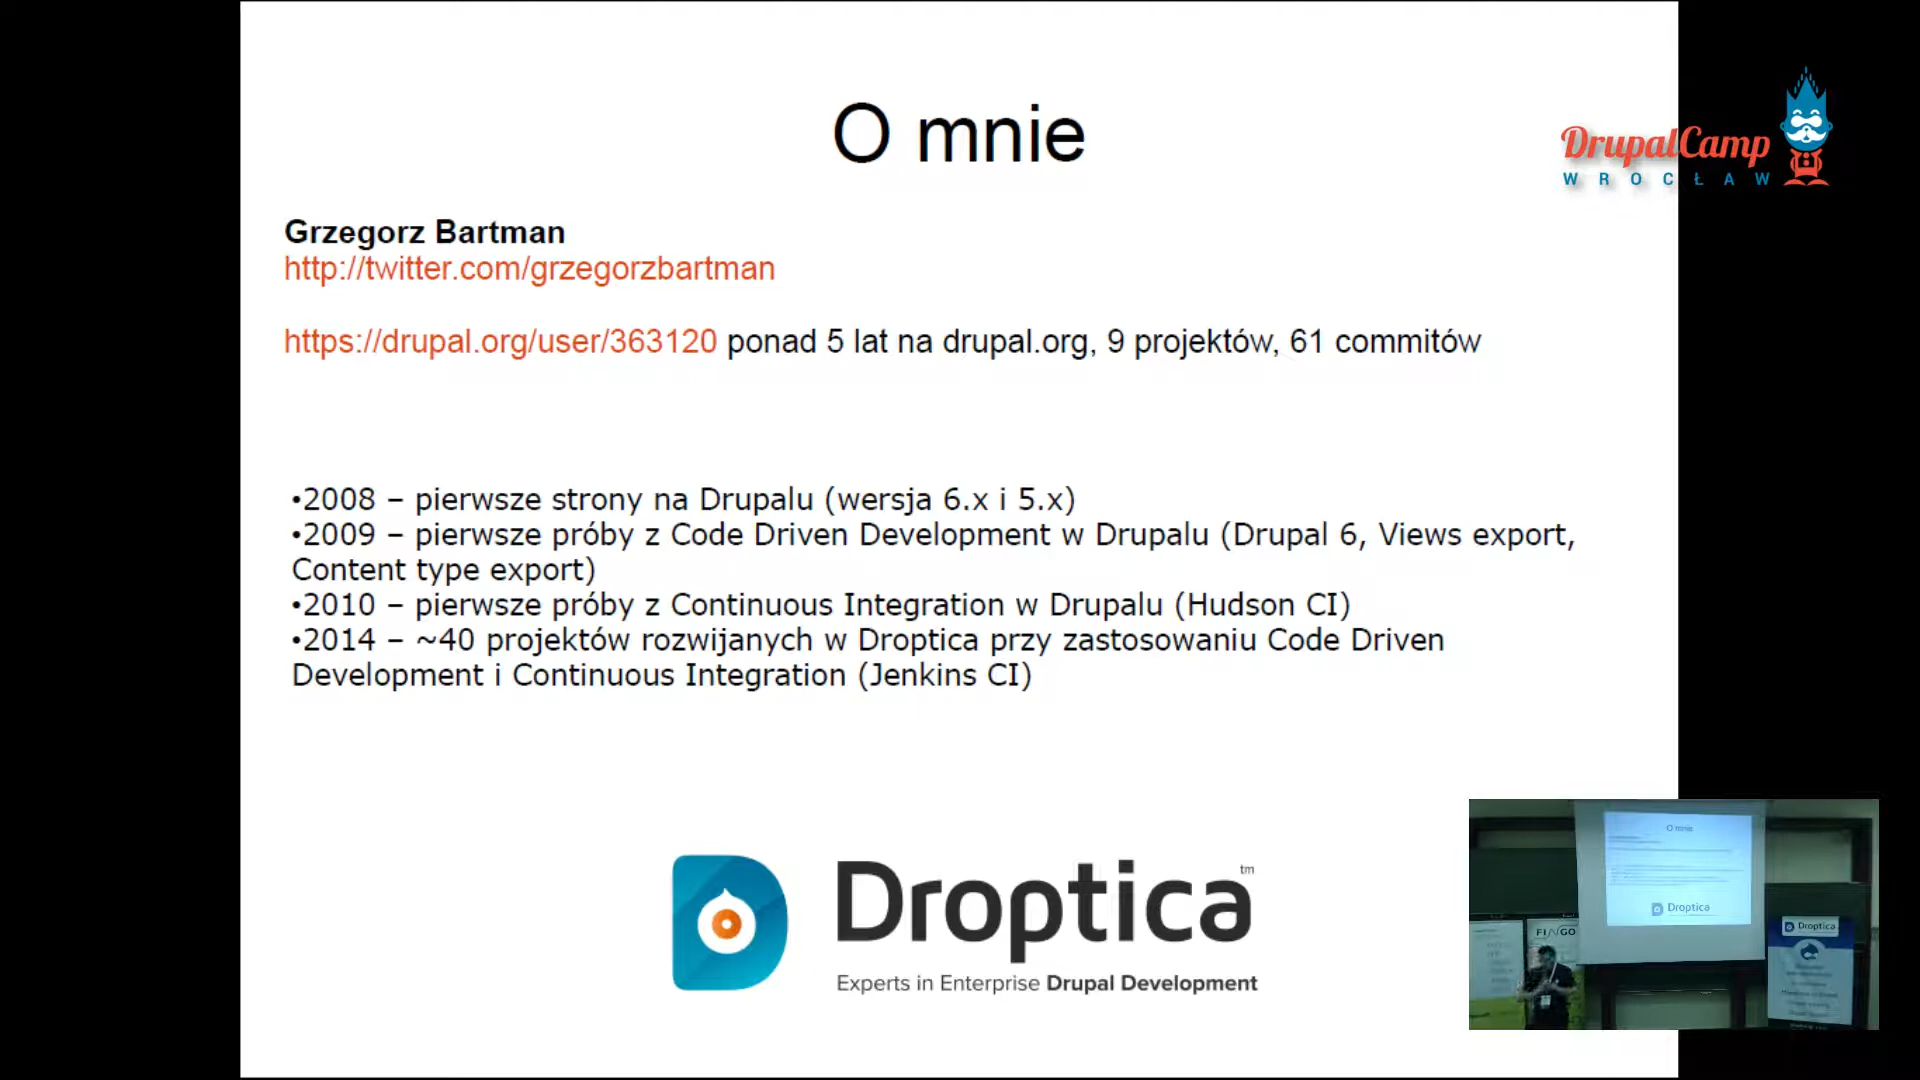 O mnie
DrupalCamp
WROCŁAW
Grzegorz Bartman
http://twitter.com/grzegorzbartman
https://drupal.org/user/363120 ponad 5 lat na drupal.org, 9 projektów, 61 commitów
•2008 – pierwsze strony na Drupalu (wersja 6.x i 5.x)
•2009 – pierwsze próby z Code Driven Development w Drupalu (Drupal 6, Views export,
Content type export)
•2010 – pierwsze próby z Continuous Integration w Drupalu (Hudson CI)
•2014 – ~40 projektów rozwijanych w Droptica przy zastosowaniu Code Driven
Development i Continuous Integration (Jenkins CI)
Droptica™
Experts in Enterprise Drupal Development
O mnie
Droptica
FINGO
Droptica